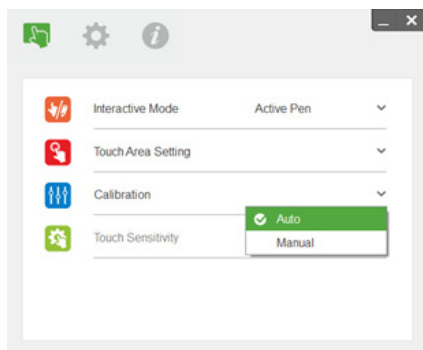 Interactive Mode Active Pen
Touch Area Setting
Calibration
Auto
Touch Sensitivity
Manual